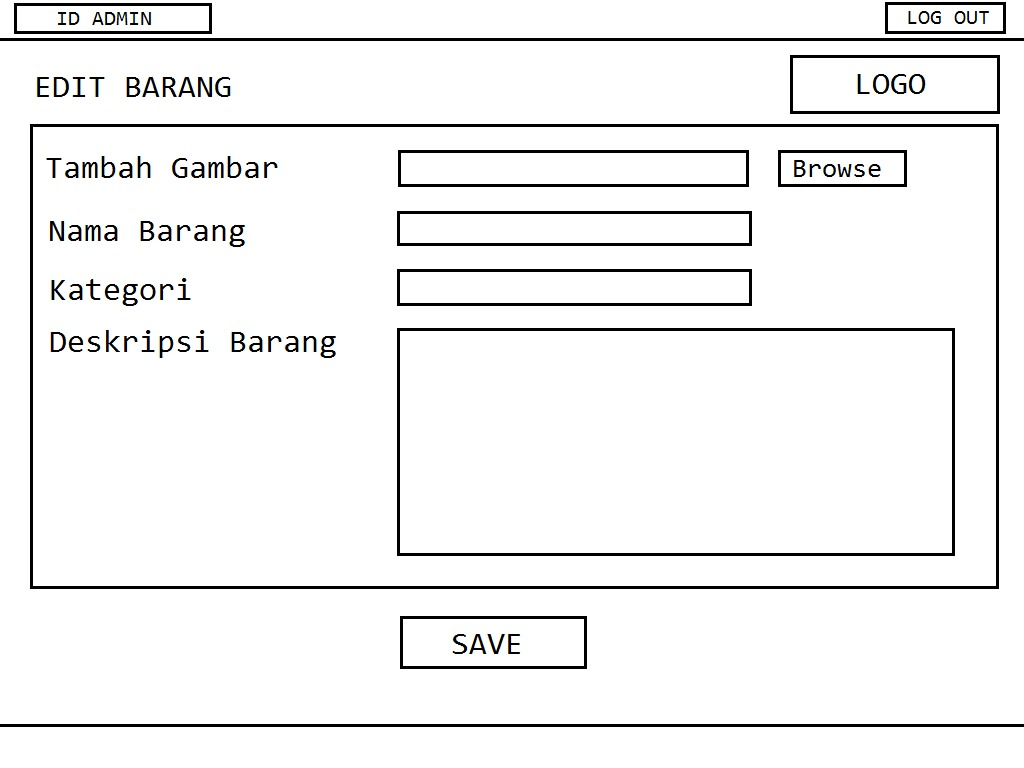 ID ADMIN
LOG OUT
EDIT BARANG
LOGO
Tambah Gambar
Browse
Nama Barang
Kategori
Deskripsi Barang
SAVE